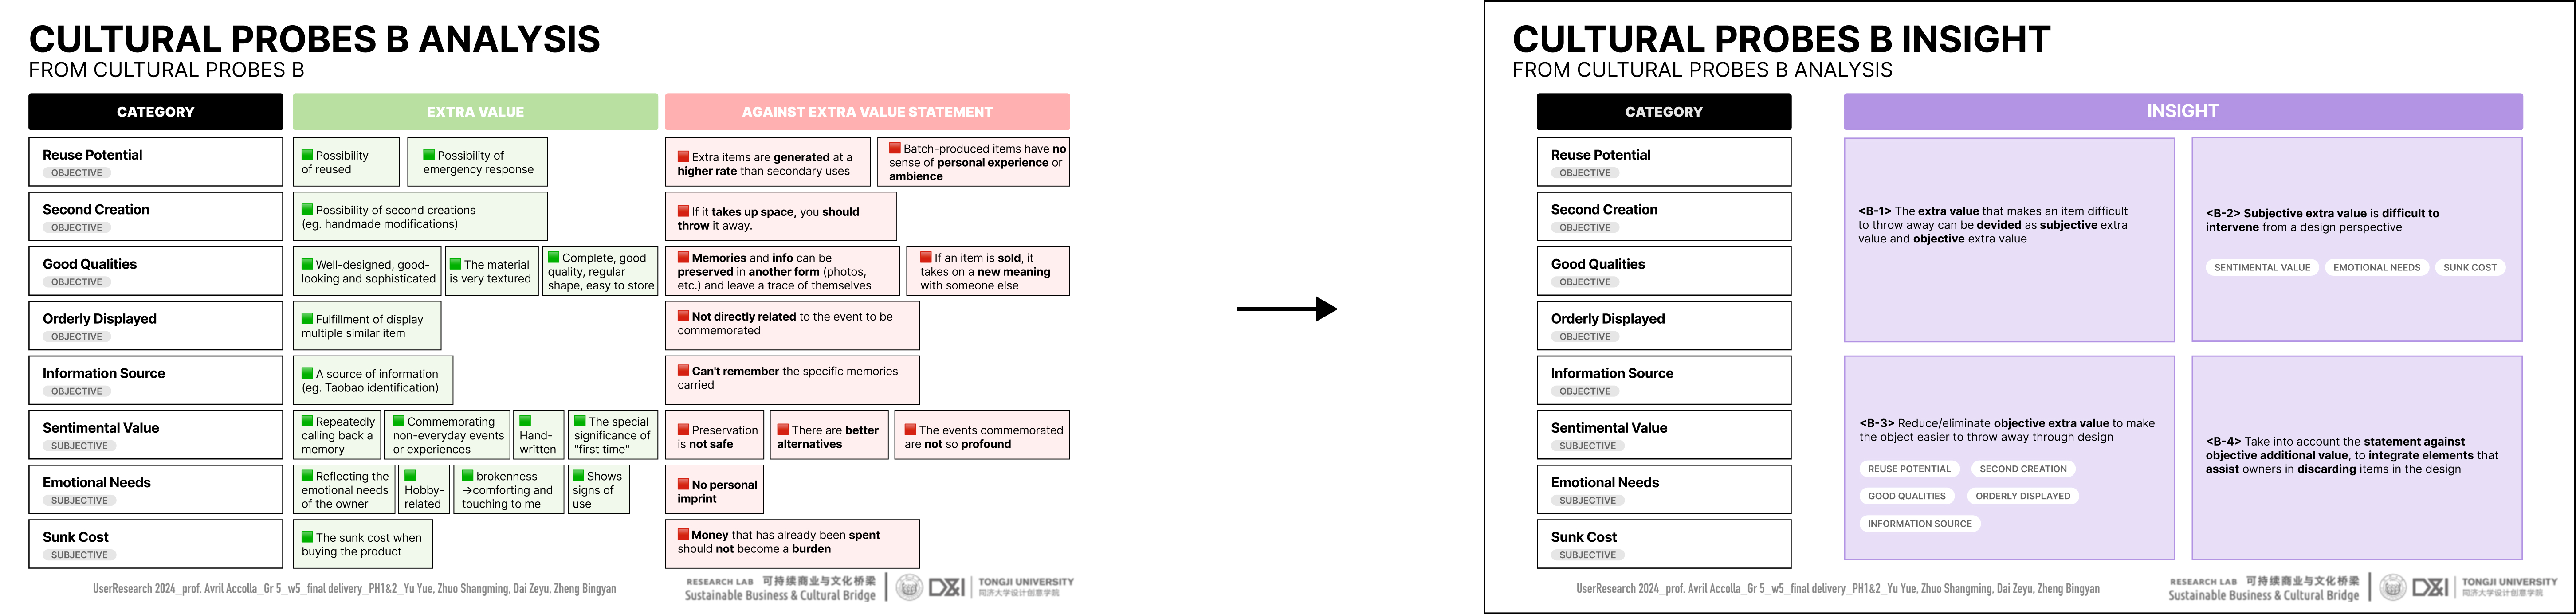 CULTURAL PROBES B ANALYSIS
FROM CULTURAL PROBES B
CATEGORY
EXTRA VALUE
AGAINST EXTRA VALUE STATEMENT
Reuse Potential
OBJECTIVE
Possibility
of reused
Possibility of
emergency response
Extra items are generated at a
higher rate than secondary uses
Batch-produced items have no
sense of personal experience or
ambience
Second Creation
OBJECTIVE
Possibility of second creations
(eg. handmade modifications)
If it takes up space, you should
throw it away.
Good Qualities
OBJECTIVE
Well-designed, good-
looking and sophisticated
The material
is very textured
Complete, good
quality, regular
shape, easy to store
Memories and info can be
preserved in another form (photos,
etc.) and leave a trace of themselves
If an item is sold, it
takes on a new meaning
with someone else
Orderly Displayed
OBJECTIVE
Fulfillment of display
multiple similar item
Not directly related to the event to be
commemorated
Information Source
OBJECTIVE
A source of information
(eg. Taobao identification)
Can't remember the specific memories
carried
Sentimental Value
SUBJECTIVE
Repeatedly
calling back a
memory
Commemorating
non-everyday events
or experiences
Hand-
written
The special
significance of
"first time"
Preservation
is not safe
There are better
alternatives
The events commemorated
are not so profound
Emotional Needs
SUBJECTIVE
Reflecting the
emotional needs
of the owner
Hobby-
related
brokenness
→comforting and
touching to me
Shows
signs of
use
No personal
imprint
Sunk Cost
SUBJECTIVE
The sunk cost when
buying the product
Money that has already been spent
should not become a burden
UserResearch 2024_prof. Avril Accolla_Gr 5_w5_final delivery_PH1&2_Yu Yue, Zhuo Shangming, Dai Zeyu, Zheng Bingyan
RESEARCH LAB 可持续商业与文化桥梁
Sustainable Business & Cultural Bridge
D&I
TONGJI UNIVERSITY
同济大学设计创意学院
CULTURAL PROBES B INSIGHT
FROM CULTURAL PROBES B ANALYSIS
CATEGORY
INSIGHT
Reuse Potential
OBJECTIVE
Second Creation
OBJECTIVE
Good Qualities
OBJECTIVE
Orderly Displayed
OBJECTIVE
Information Source
OBJECTIVE
Sentimental Value
SUBJECTIVE
Emotional Needs
SUBJECTIVE
Sunk Cost
SUBJECTIVE
<B-1> The extra value that makes an item difficult
to throw away can be devided as subjective extra
value and objective extra value
<B-2> Subjective extra value is difficult to
intervene from a design perspective
SENTIMENTAL VALUE
EMOTIONAL NEEDS
SUNK COST
<B-3> Reduce/eliminate objective extra value to make
the object easier to throw away through design
REUSE POTENTIAL
SECOND CREATION
GOOD QUALITIES
ORDERLY DISPLAYED
INFORMATION SOURCE
<B-4> Take into account the statement against
objective additional value, to integrate elements that
assist owners in discarding items in the design
UserResearch 2024_prof. Avril Accolla_Gr 5_w5_final delivery_PH1&2_Yu Yue, Zhuo Shangming, Dai Zeyu, Zheng Bingyan
RESEARCH LAB 可持续商业与文化桥梁
Sustainable Business & Cultural Bridge
D&I
TONGJI UNIVERSITY
同济大学设计创意学院